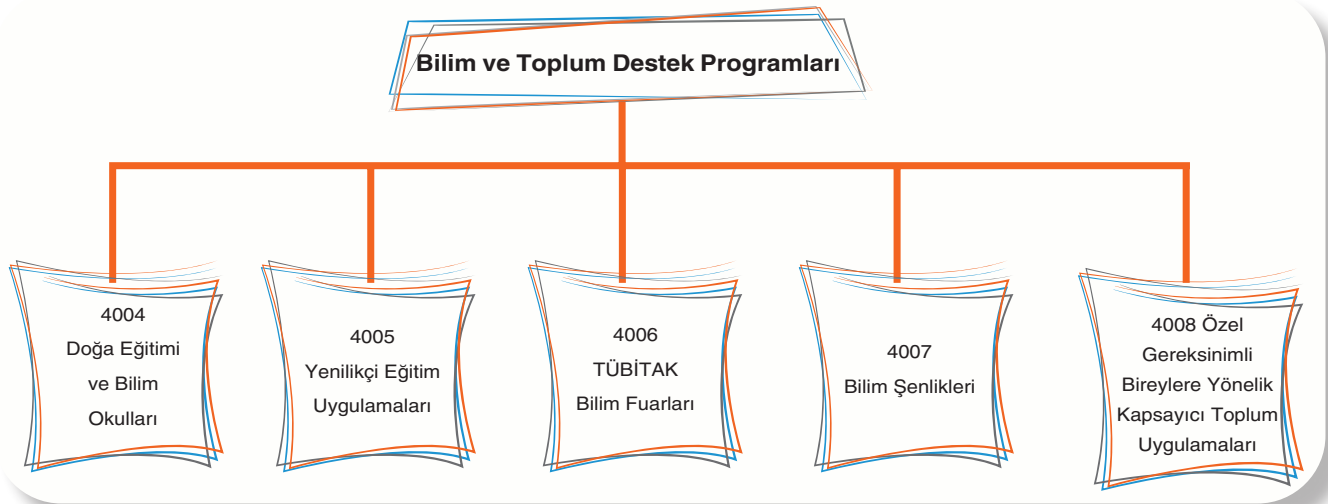 Bilim ve Toplum Destek Programları
4004
Doğa Eğitimi
ve Bilim
Okulları
4005
Yenilikçi Eğitim
Uygulamaları
4006
TÜBİTAK
Bilim Fuarları
4007
Bilim Şenlikleri
4008 Özel
Gereksinimli
Bireylere Yönelik
Kapsayıcı Toplum
Uygulamaları